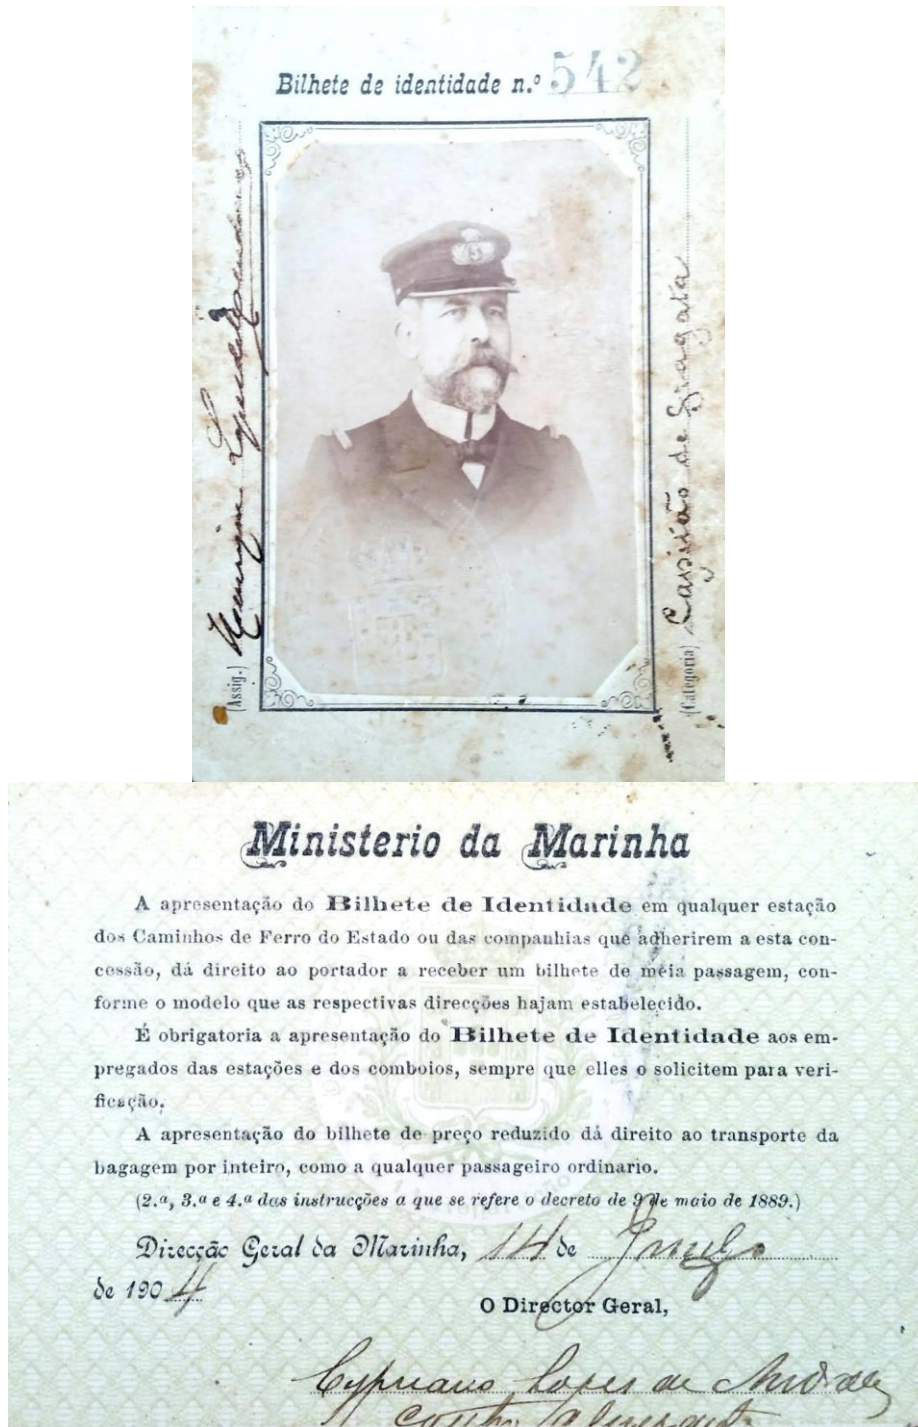 Bilhete de identidade n.º 542
(Assig.) Henrique Lopes de Mendonça
(Categoria) Capitão de Fragata
Ministerio da Marinha
A apresentação do Bilhete de Identidade em qualquer estação
dos Caminhos de Ferro do Estado ou das companhias que adherirem a esta con-
cessão, dá direito ao portador a receber um bilhete de meia passagem, con-
forme o modelo que as respectivas direcções hajam estabelecido.
É obrigatoria a apresentação do Bilhete de Identidade aos em-
pregados das estações e dos comboios, sempre que elles o solicitem para veri-
ficação.
A apresentação do bilhete de preço reduzido dá direito ao transporte da
bagagem por inteiro, como a qualquer passageiro ordinario.
(2.ª, 3.ª e 4.ª das instrucções a que se refere o decreto de 9 de maio de 1889.)
Direcção Geral da Marinha, 14 de
de 1904
O Director Geral,
Cypriano Lopes de Andrade
contra almirante